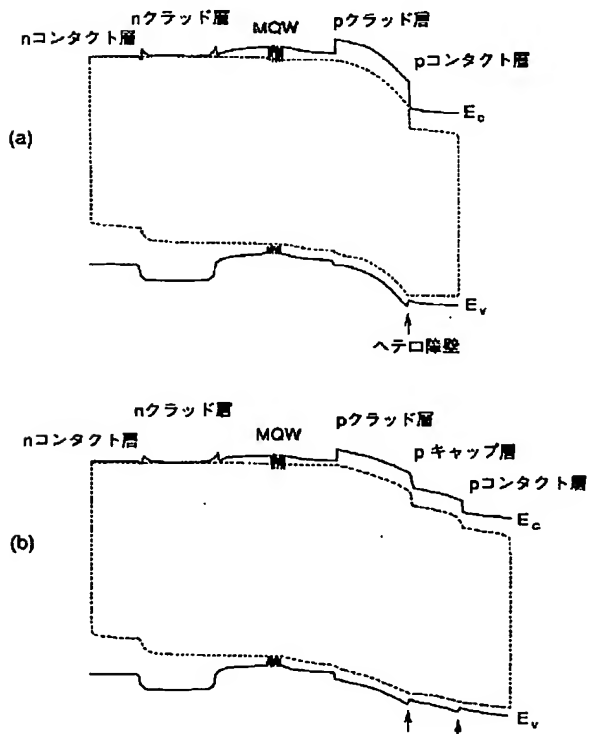 nクラッド層
MQW
pクラッド層
nコンタクト層
pコンタクト層
Ec
(a)
Ev
ヘテロ障壁
nクラッド層
MQW
pクラッド層
nコンタクト層
pキャップ層
pコンタクト層
Ec
(b)
Ev